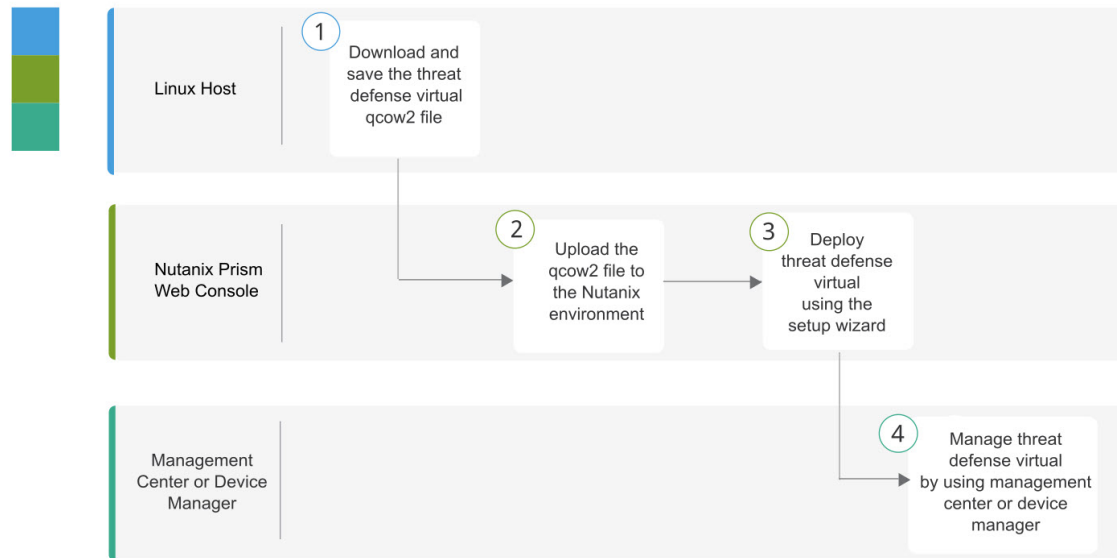 Linux Host
1
Download and
save the threat
defense virtual
qcow2 file
Nutanix Prism
Web Console
2
Upload the
qcow2 file to
the Nutanix
environment
3
Deploy
threat defense
virtual
using the
setup wizard
Management
Center or Device
Manager
4
Manage threat
defense virtual
by using management
center or device
manager